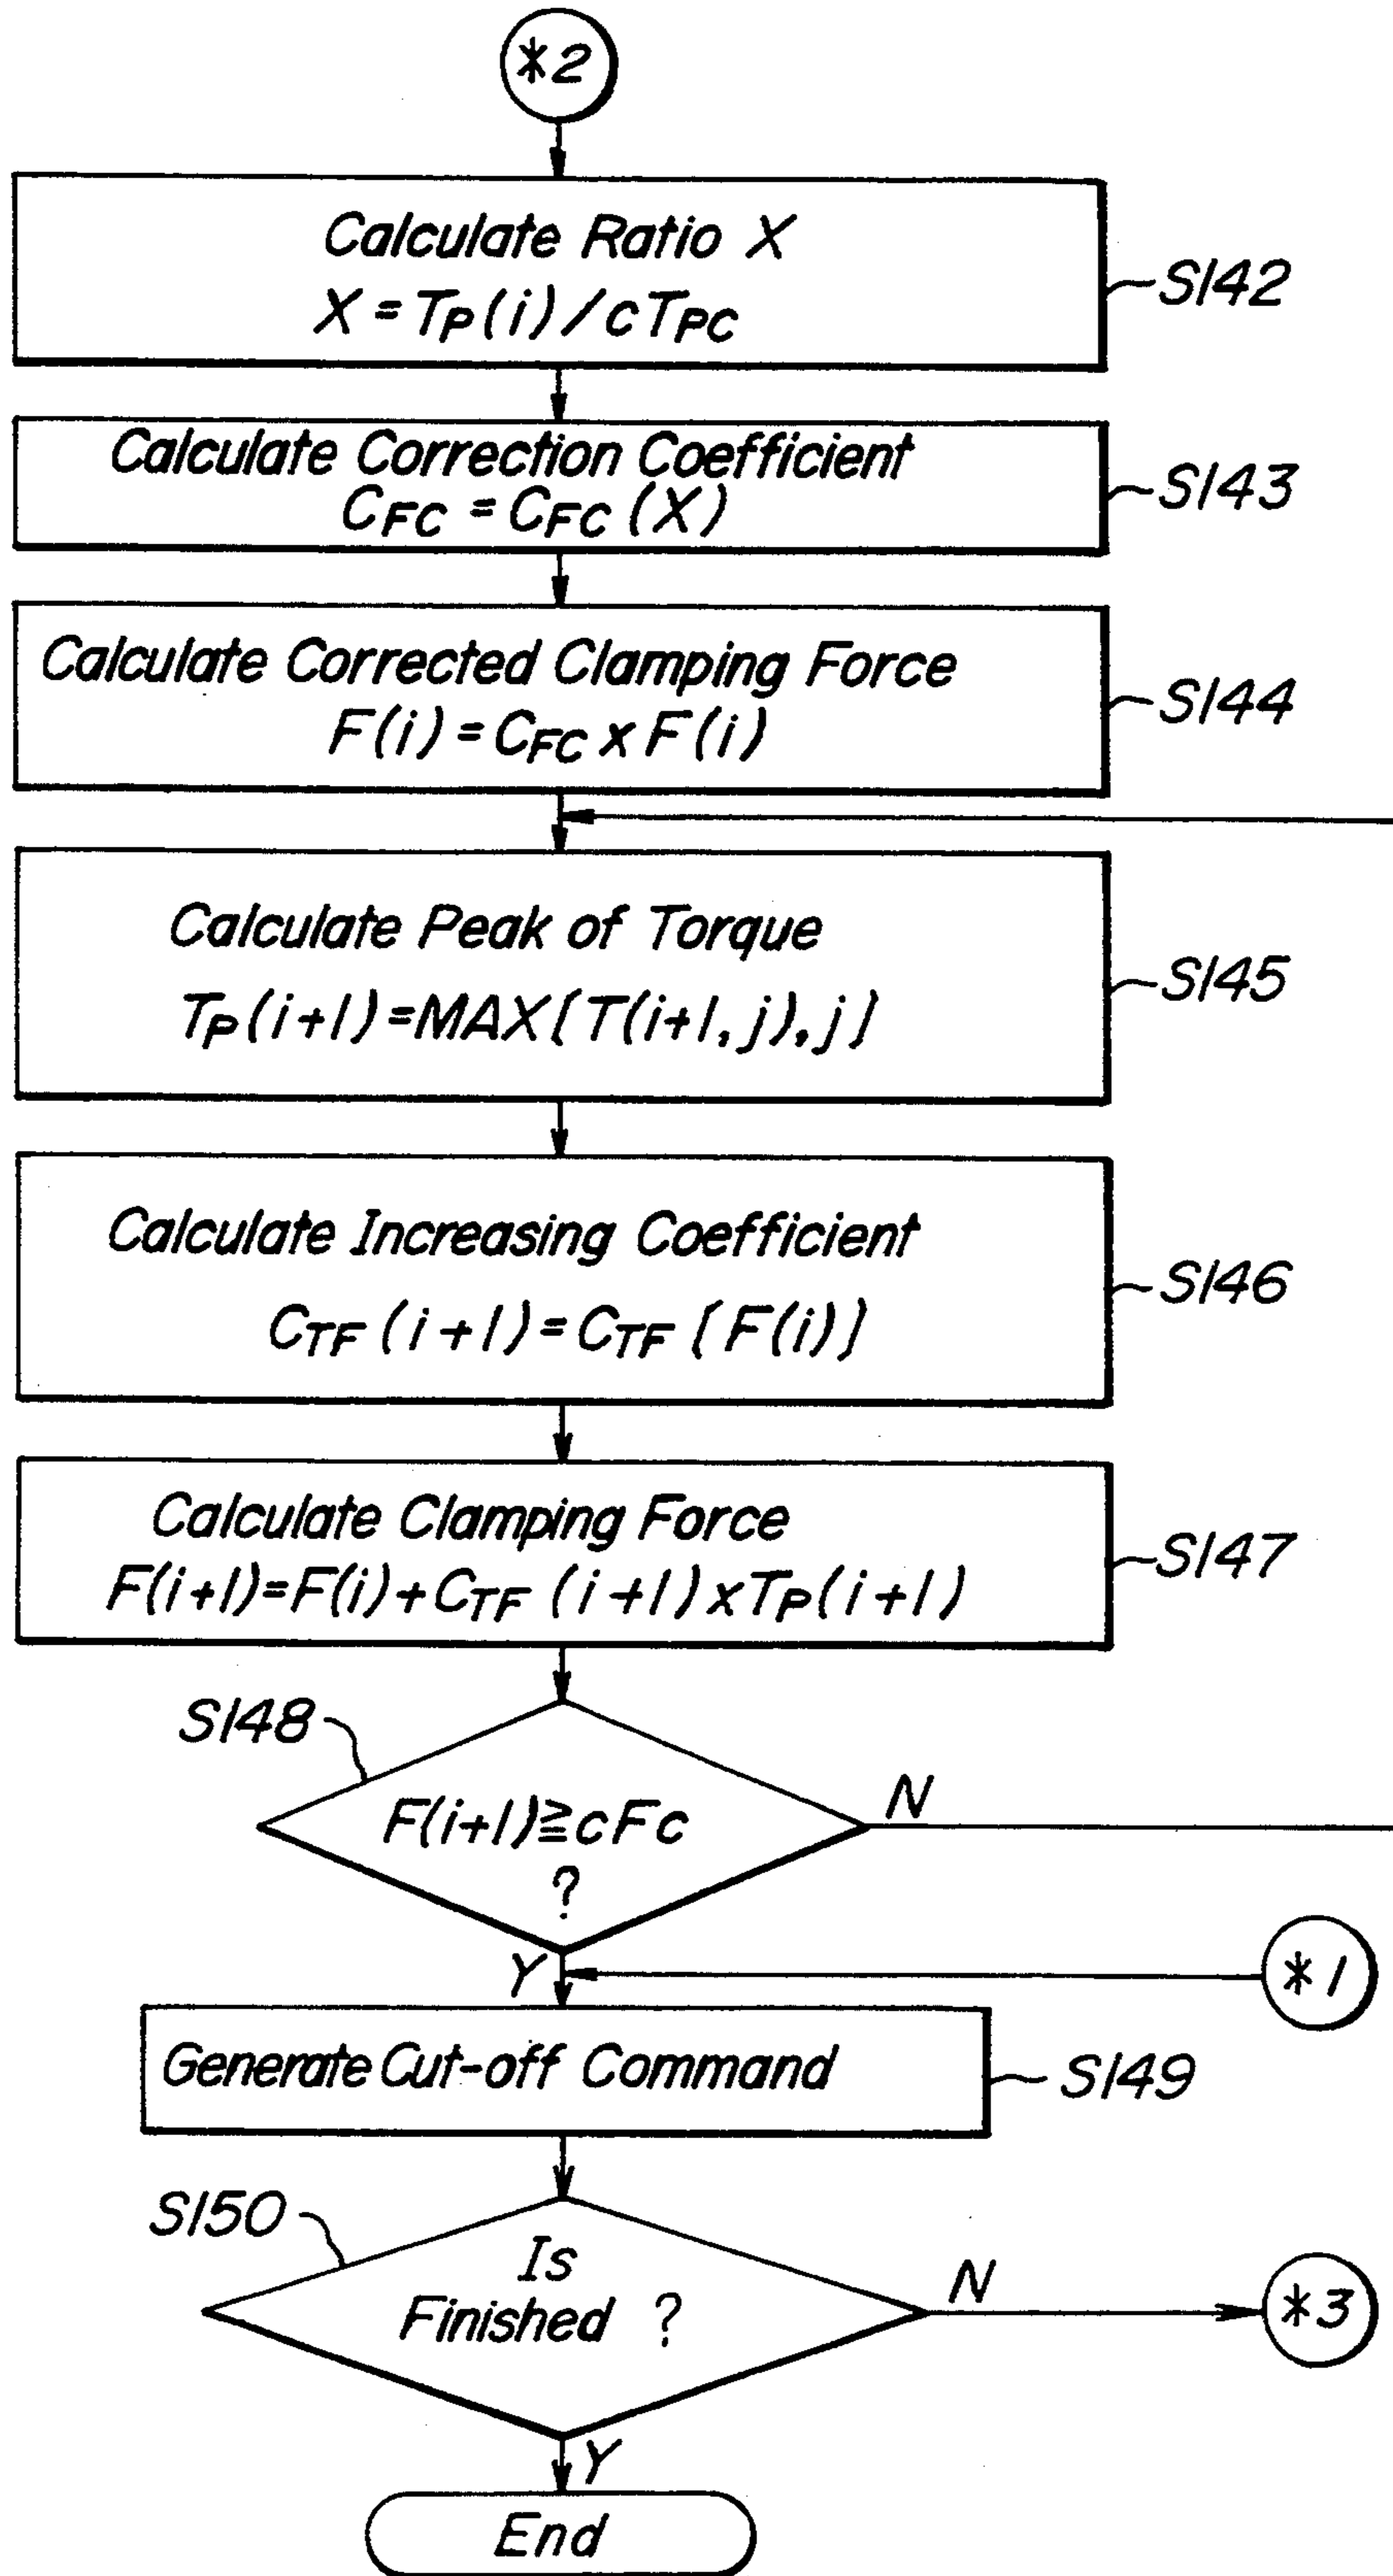 *2
Calculate Ratio X
X = TP(i) / cTPC
S142
Calculate Correction Coefficient
CFC = CFC (X)
S143
Calculate Corrected Clamping Force
F(i) = CFC x F(i)
S144
Calculate Peak of Torque
TP(i+1)=MAX[T(i+1, j), j]
S145
Calculate Increasing Coefficient
CTF (i+1) = CTF [F(i)]
S146
Calculate Clamping Force
F(i+1)=F(i)+CTF (i+1) x TP(i+1)
S147
S148
F(i+1)≧cFc
?
N
Y
*1
Generate Cut-off Command
S149
S150
Is
Finished ?
N
*3
Y
End